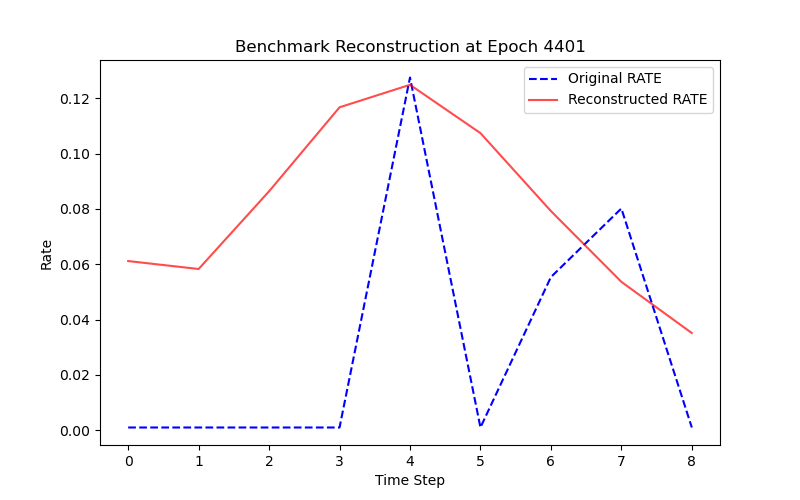 Benchmark Reconstruction at Epoch 4401
Original RATE
Reconstructed RATE
0.12
0.10
0.08
0.06
0.04
0.02
0.00
Rate
0 1 2 3 4 5 6 7 8
Time Step